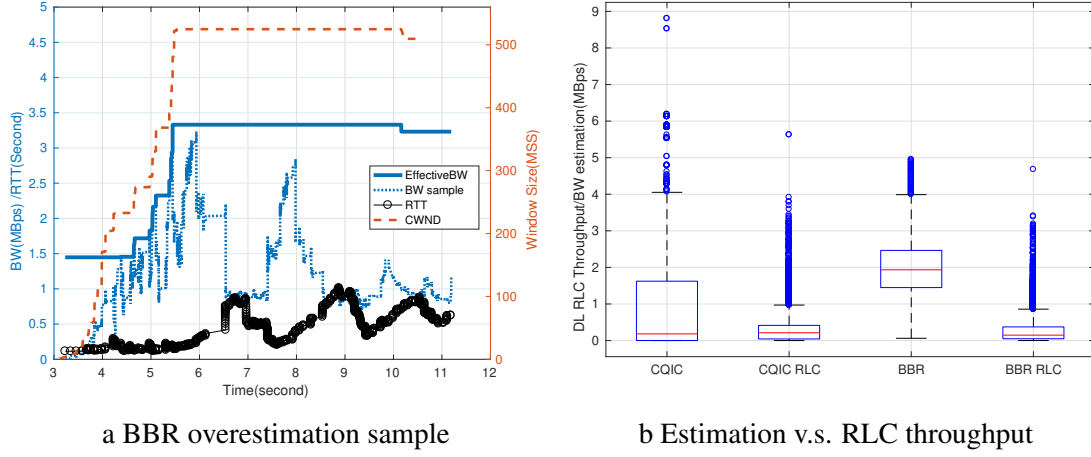 BW(MBps) /RTT(Second)
5
4.5
4
3.5
3
2.5
2
1.5
1
0.5
0
3 4 5 6 7 8 9 10 11 12
Time(second)
500
400
300
200
100
0
Window Size(MSS)
EffectiveBW
BW sample
RTT
CWND
a BBR overestimation sample
DL RLC Throughput/BW estimation(MBps)
9
8
7
6
5
4
3
2
1
0
CQIC CQIC RLC BBR BBR RLC
b Estimation v.s. RLC throughput